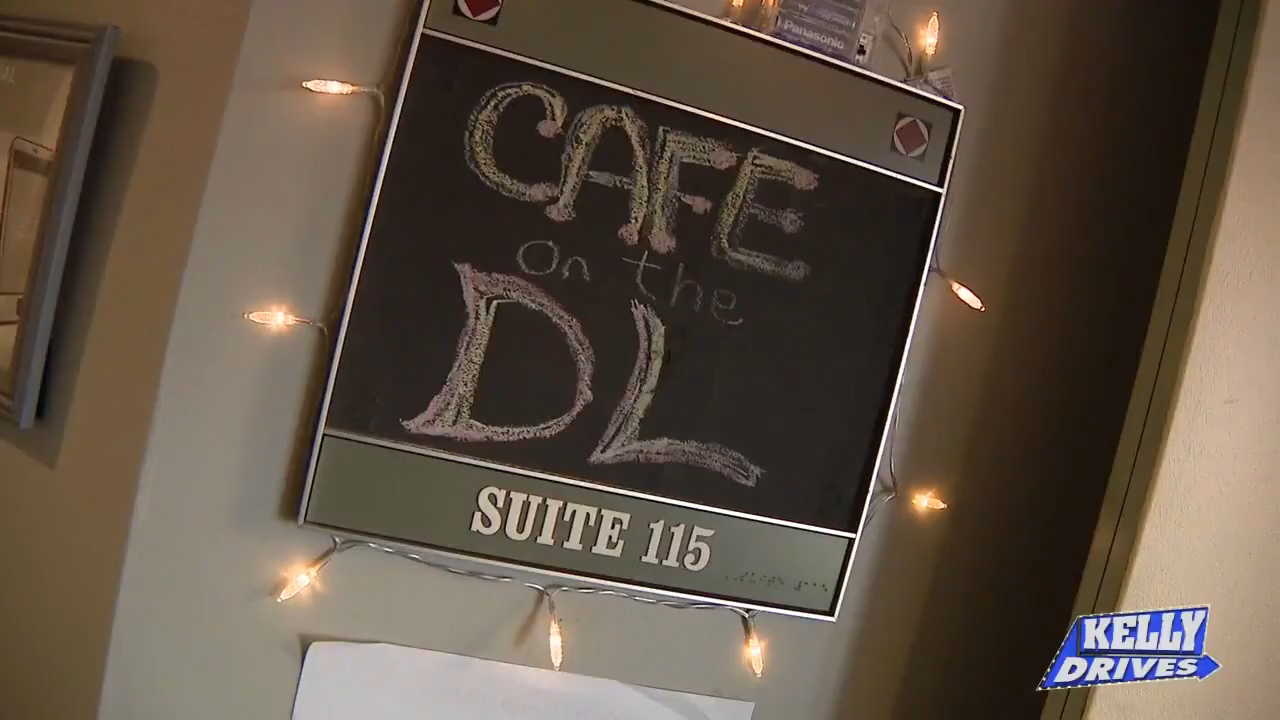 Panasonic
CAFE
on the
DL
SUITE 115
KELLY
DRIVES